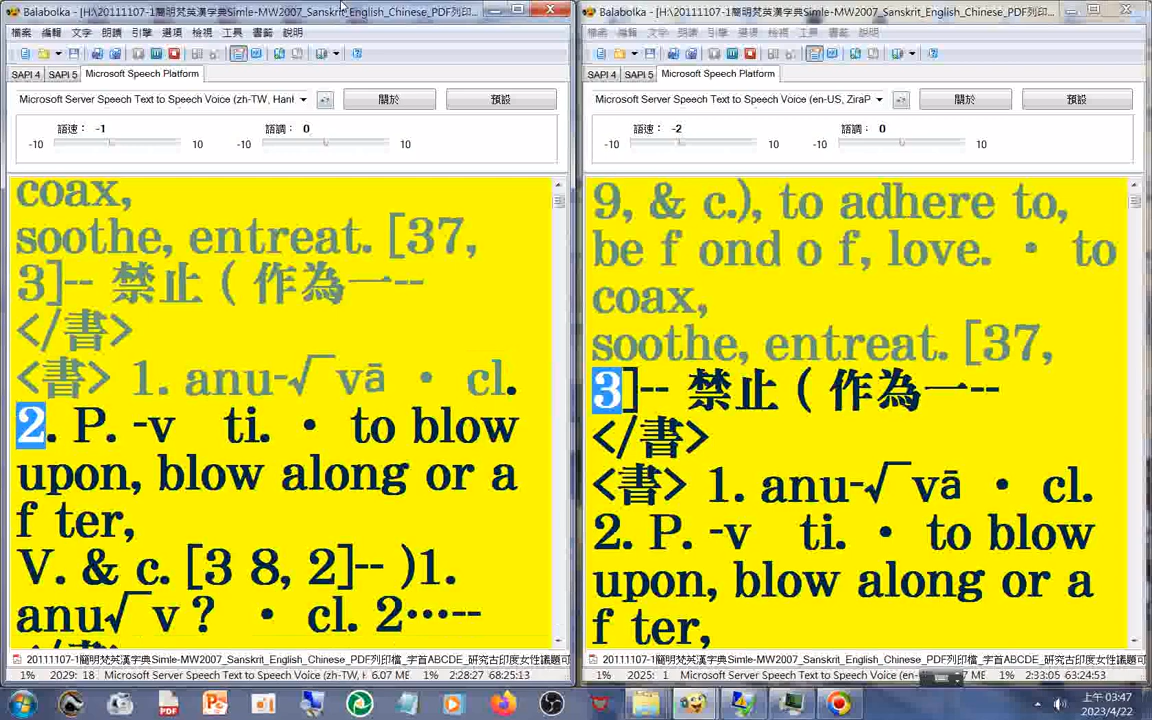 Balabolka - [H:\20111107-1簡明梵英漢字典Simle-MW2007_Sanskrit_English_Chinese_PDF列印...
檔案 編輯 文字 朗讀 引擎 選項 檢視 工具 書籤 說明
SAPI 4 SAPI 5 Microsoft Speech Platform
Microsoft Server Speech Text to Speech Voice (zh-TW, Hanl
關於 預設
語速： -1 語調： 0
-10 10 -10 10
coax,
soothe, entreat. [37,
3]-- 禁止（ 作為一--
</書>
<書> 1. anu-√vā • cl.
2. P. -v ti. • to blow
upon, blow along or a
f ter,
V. & c. [3 8, 2]-- )1.
anu√v？ • cl. 2…--
20111107-1簡明梵英漢字典Simle-MW2007_Sanskrit_English_Chinese_PDF列印檔_字首ABCDE_研究古印度女性議題可
1% 2029: 18 Microsoft Server Speech Text to Speech Voice (zh-TW, H 6.07 MB 1% 2:28:27 68:25:13
Balabolka - [H:\20111107-1簡明梵英漢字典Simle-MW2007_Sanskrit_English_Chinese_PDF列印...
檔案 編輯 文字 朗讀 引擎 選項 檢視 工具 書籤 說明
SAPI 4 SAPI 5 Microsoft Speech Platform
Microsoft Server Speech Text to Speech Voice (en-US, ZiraP
關於 預設
語速： -2 語調： 0
-10 10 -10 10
9, & c.), to adhere to,
be f ond o f, love. • to
coax,
soothe, entreat. [37,
3]-- 禁止（ 作為一--
</書>
<書> 1. anu-√vā • cl.
2. P. -v ti. • to blow
upon, blow along or a
f ter,
20111107-1簡明梵英漢字典Simle-MW2007_Sanskrit_English_Chinese_PDF列印檔_字首ABCDE_研究古印度女性議題可
1% 2025: 1 Microsoft Server Speech Text to Speech Voice (en-US, 1% 2:33:05 63:24:53
上午 03:47
2023/4/22